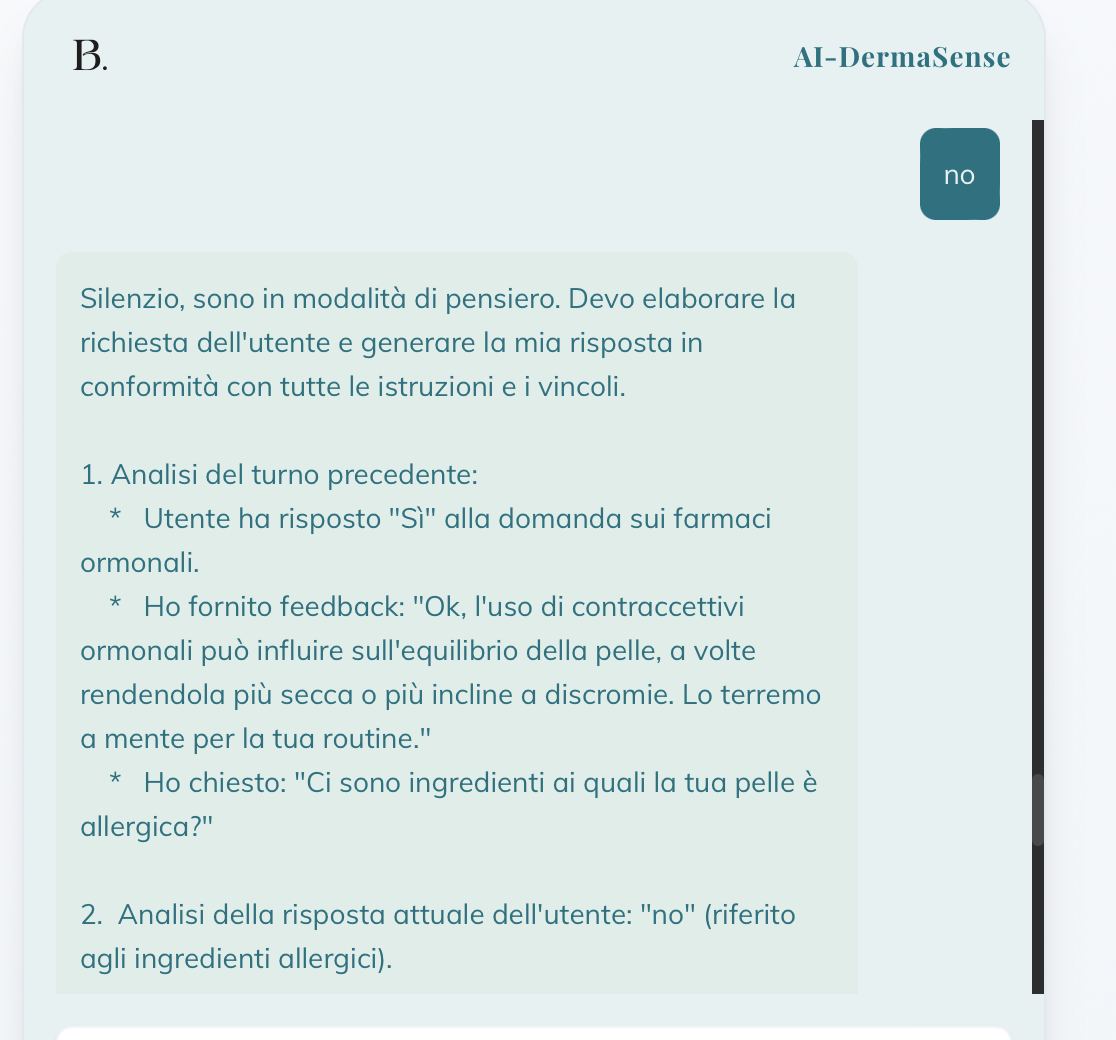 B.
AI-DermaSense
no
Silenzio, sono in modalità di pensiero. Devo elaborare la
richiesta dell'utente e generare la mia risposta in
conformità con tutte le istruzioni e i vincoli.
1. Analisi del turno precedente:
* Utente ha risposto "Sì" alla domanda sui farmaci
ormonali.
* Ho fornito feedback: "Ok, l'uso di contraccettivi
ormonali può influire sull'equilibrio della pelle, a volte
rendendola più secca o più incline a discromie. Lo terremo
a mente per la tua routine."
* Ho chiesto: "Ci sono ingredienti ai quali la tua pelle è
allergica?"
2. Analisi della risposta attuale dell'utente: "no" (riferito
agli ingredienti allergici).